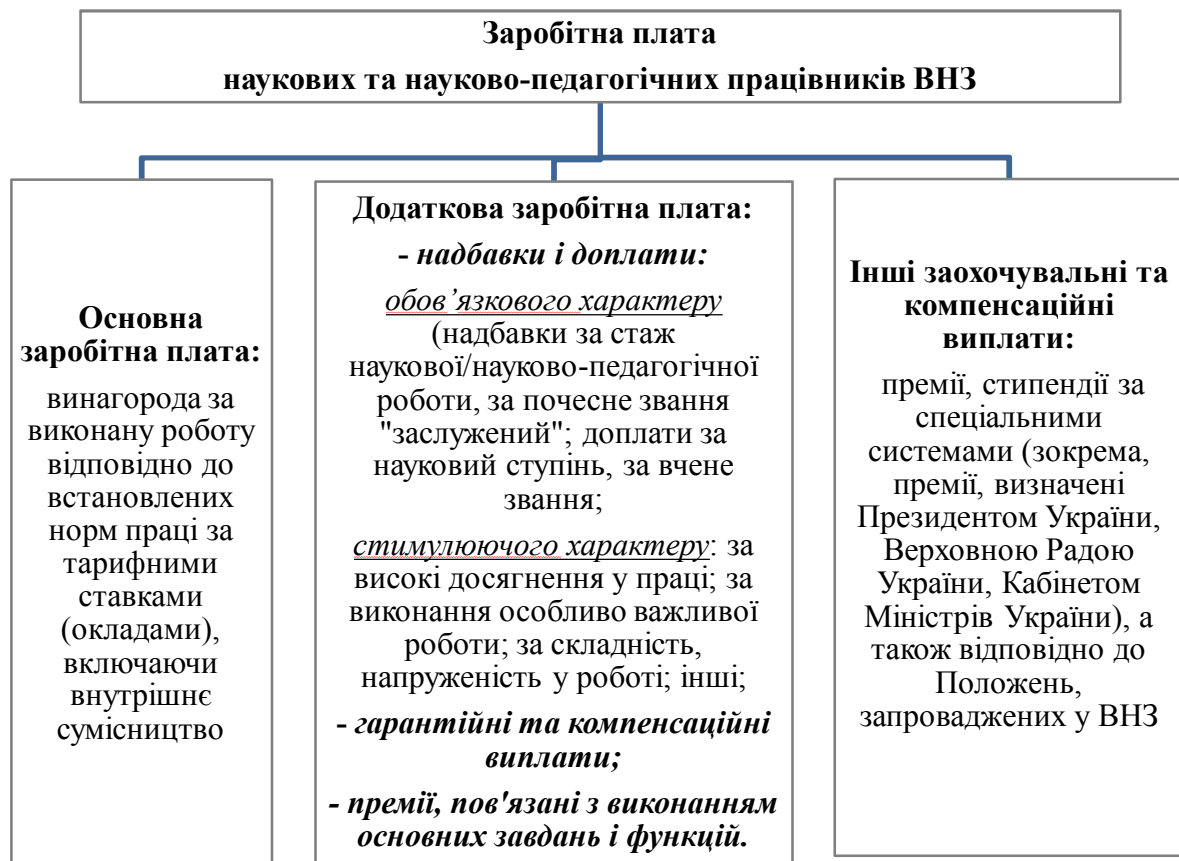 Заробітна плата
наукових та науково-педагогічних працівників ВНЗ
Основна
заробітна плата:
винагорода за
виконану роботу
відповідно до
встановлених
норм праці за
тарифними
ставками
(окладами),
включаючи
внутрішнє
сумісництво
Додаткова заробітна плата:
- надбавки і доплати:
обов’язкового характеру
(надбавки за стаж
наукової/науково-педагогічної
роботи, за почесне звання
"заслужений"; доплати за
науковий ступінь, за вчене
звання;
стимулюючого характеру: за
високі досягнення у праці; за
виконання особливо важливої
роботи; за складність,
напруженість у роботі; інші;
- гарантійні та компенсаційні
виплати;
- премії, пов'язані з виконанням
основних завдань і функцій.
Інші заохочувальні та
компенсаційні
виплати:
премії, стипендії за
спеціальними
системами (зокрема,
премії, визначені
Президентом України,
Верховною Радою
України, Кабінетом
Міністрів України), а
також відповідно до
Положень,
запроваджених у ВНЗ